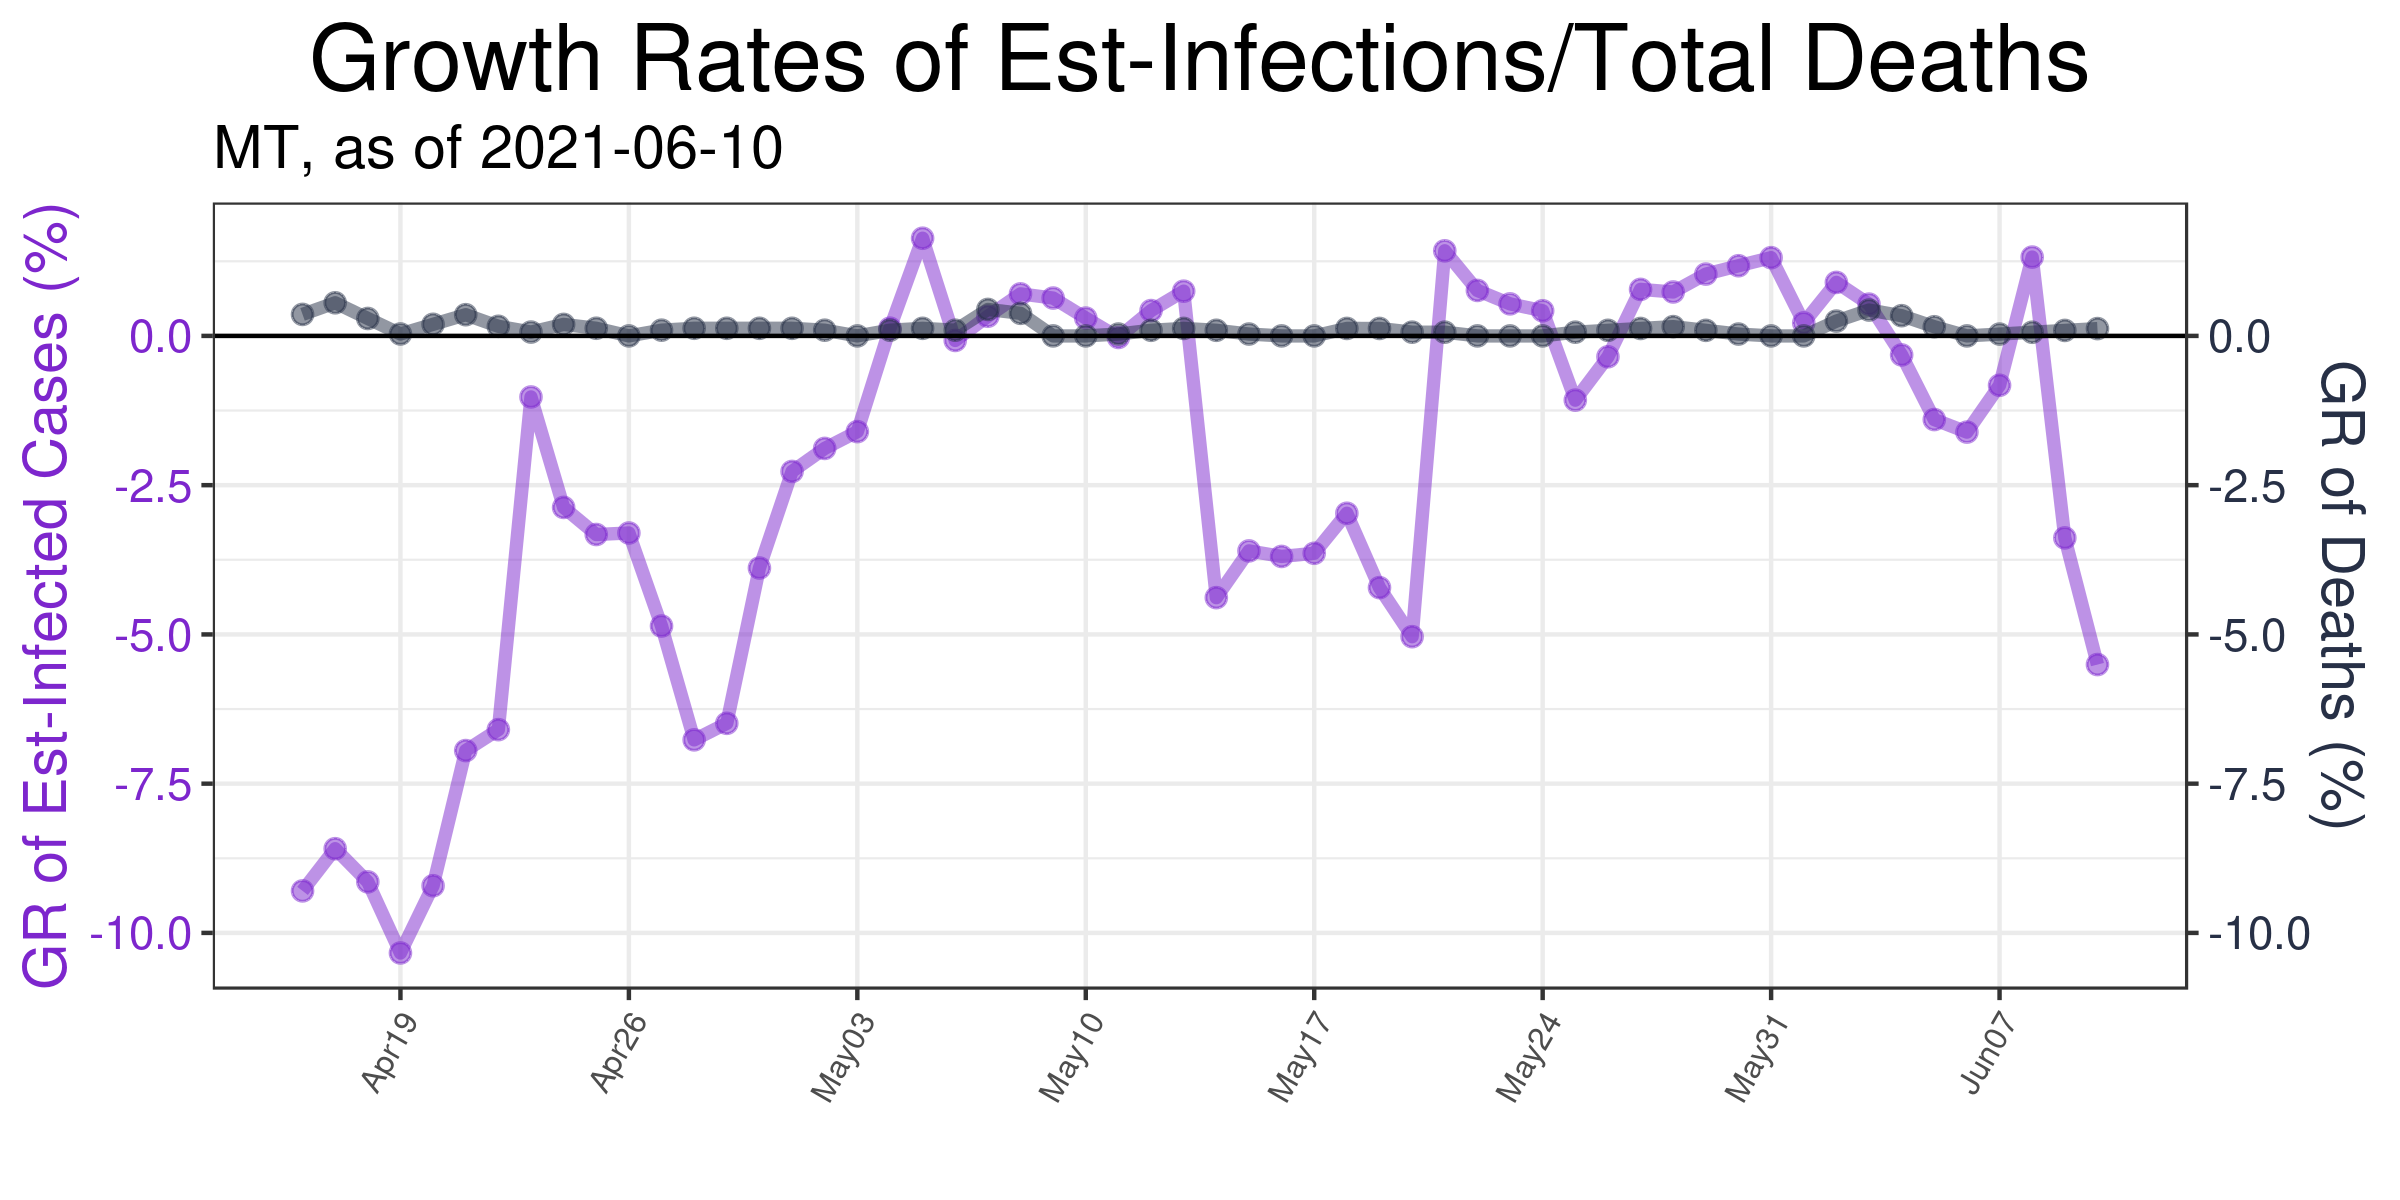 Growth Rates of Est-Infections/Total Deaths
MT, as of 2021-06-10
GR of Est-Infected Cases (%)
0.0
-2.5
-5.0
-7.5
-10.0
0.0
-2.5
-5.0
-7.5
-10.0
GR of Deaths (%)
Apr19
Apr26
May03
May10
May17
May24
May31
Jun07